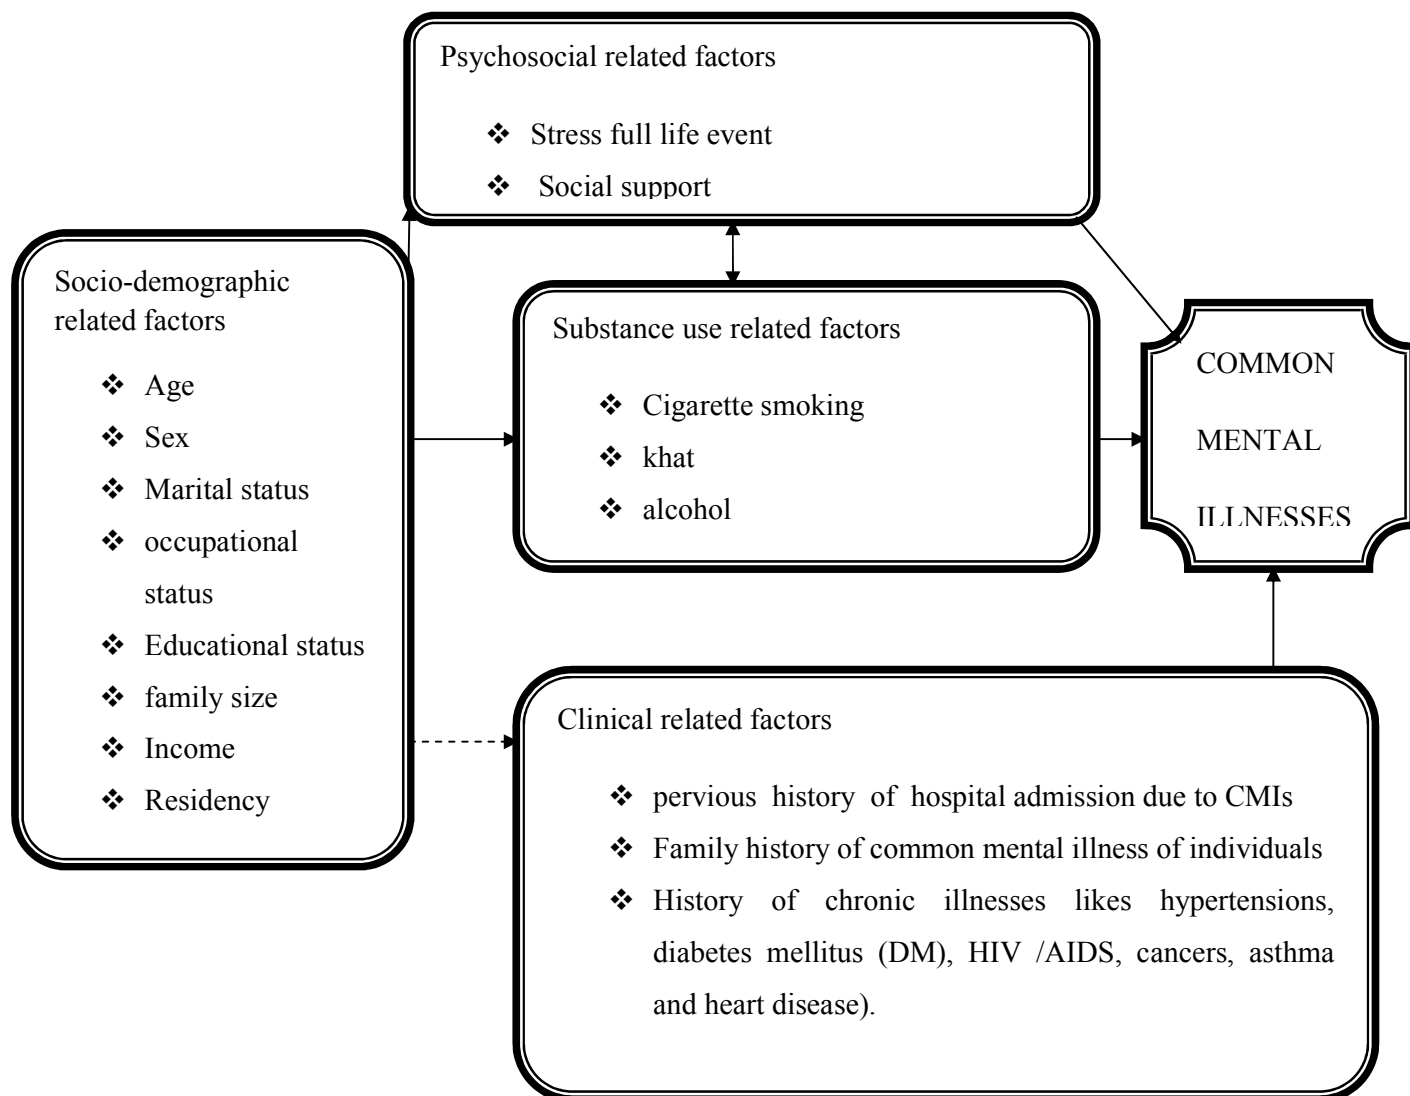 Psychosocial related factors
❖ Stress full life event
❖ Social support
Socio-demographic
related factors
❖ Age
❖ Sex
❖ Marital status
❖ occupational
status
❖ Educational status
❖ family size
❖ Income
❖ Residency
Substance use related factors
❖ Cigarette smoking
❖ khat
❖ alcohol
COMMON
MENTAL
ILLNESSES
Clinical related factors
❖ pervious history of hospital admission due to CMIs
❖ Family history of common mental illness of individuals
❖ History of chronic illnesses likes hypertensions,
diabetes mellitus (DM), HIV /AIDS, cancers, asthma
and heart disease).